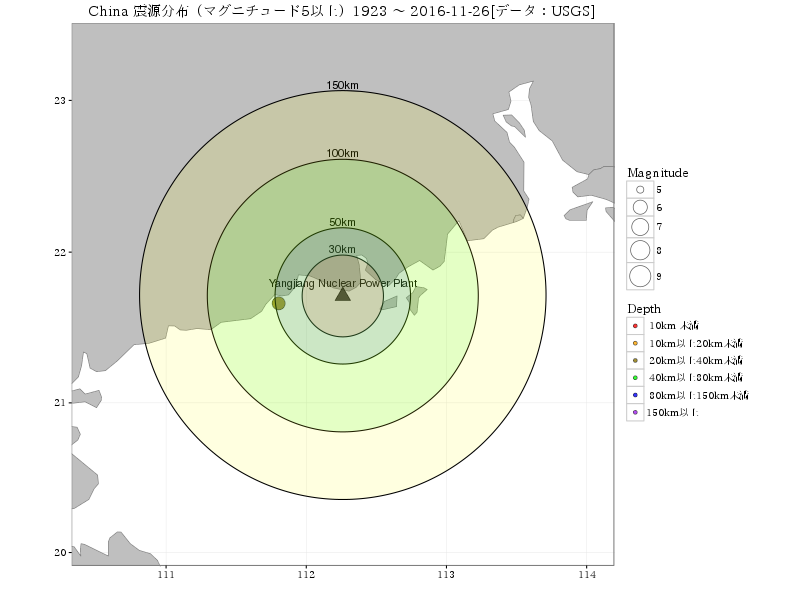 China 震源分布（マグニチュード5以上）1923 ～ 2016-11-26[データ：USGS]
150km
100km
50km
30km
Yangjiang Nuclear Power Plant
23
22
21
20
111
112
113
114
Magnitude
5
6
7
8
9
Depth
10km 未満
10km以上20km未満
20km以上40km未満
40km以上80km未満
80km以上150km未満
150km以上